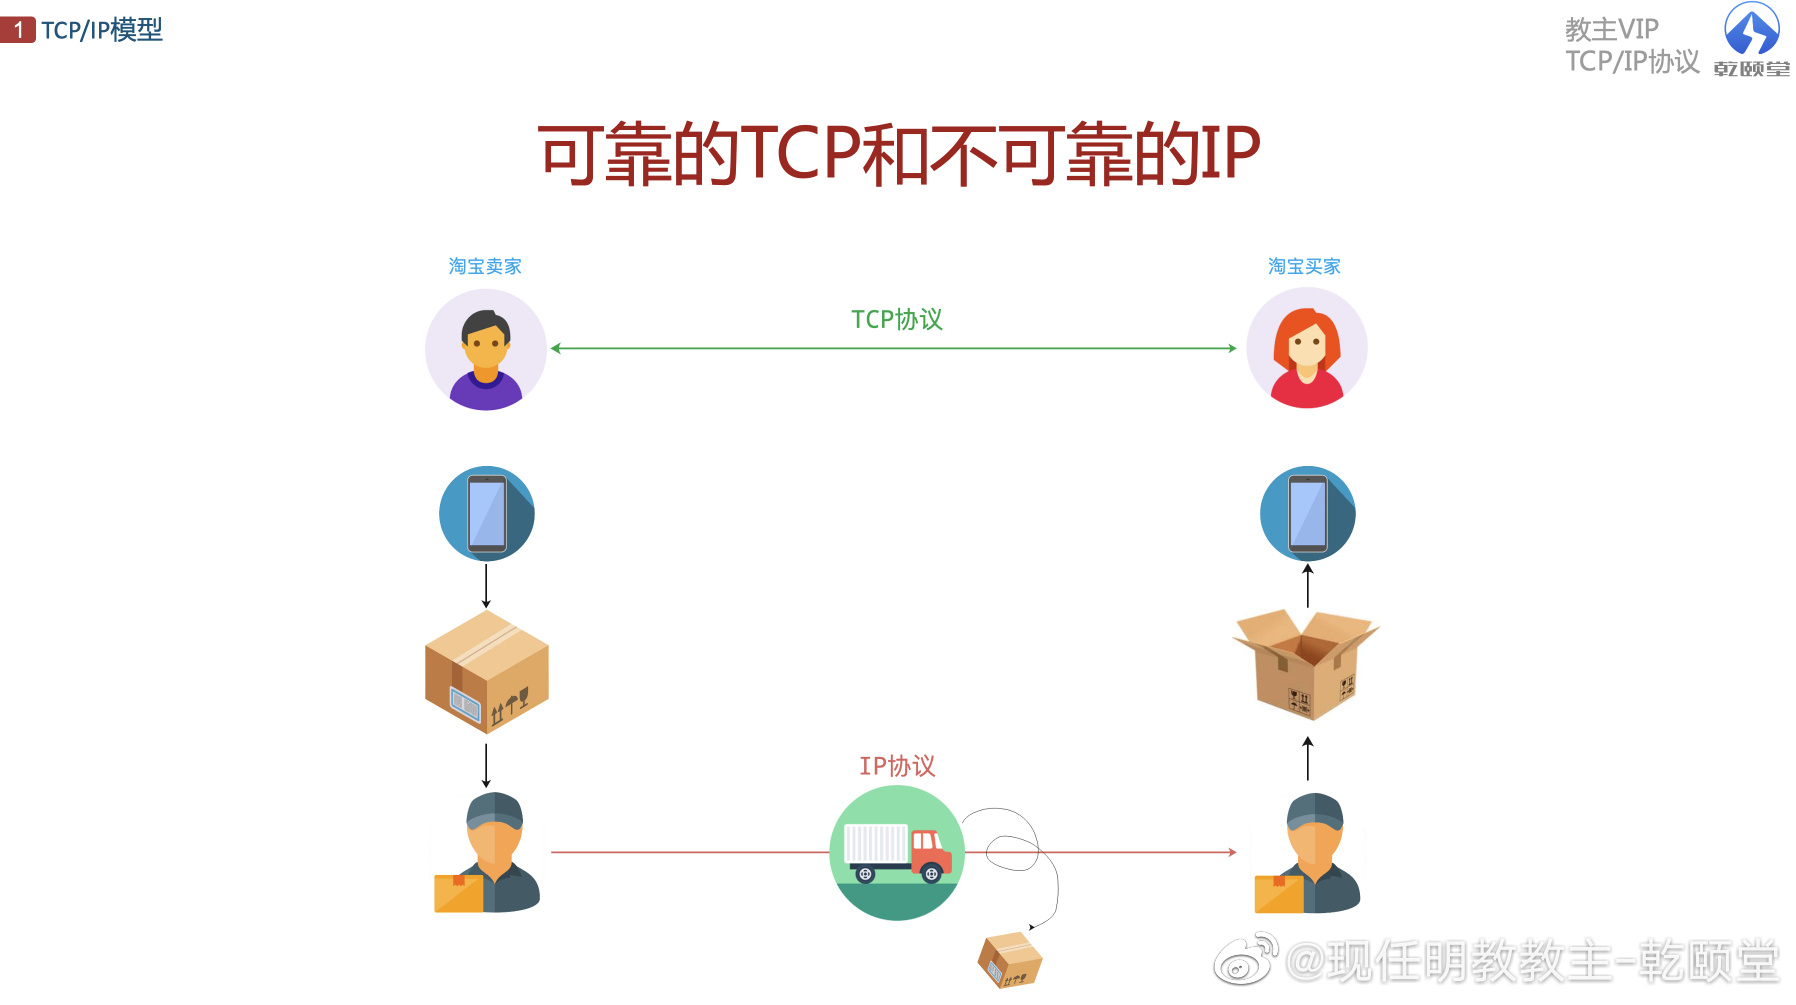 1 TCP/IP模型
教主VIP
TCP/IP协议
乾颐堂
可靠的TCP和不可靠的IP
淘宝卖家
淘宝买家
TCP协议
IP协议
@现任明教教主-乾颐堂